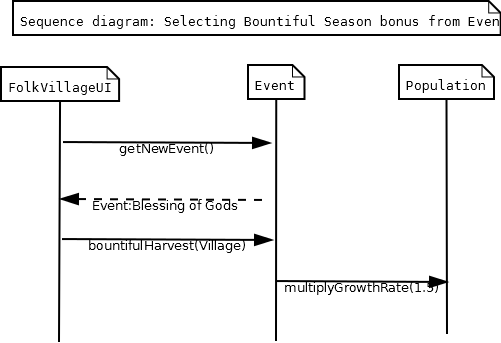 Sequence diagram: Selecting Bountiful Season bonus from Even
FolkVillageUI
Event
Population
getNewEvent()
Event:Blessing of Gods
bountifulHarvest(Village)
multiplyGrowthRate(1.5)